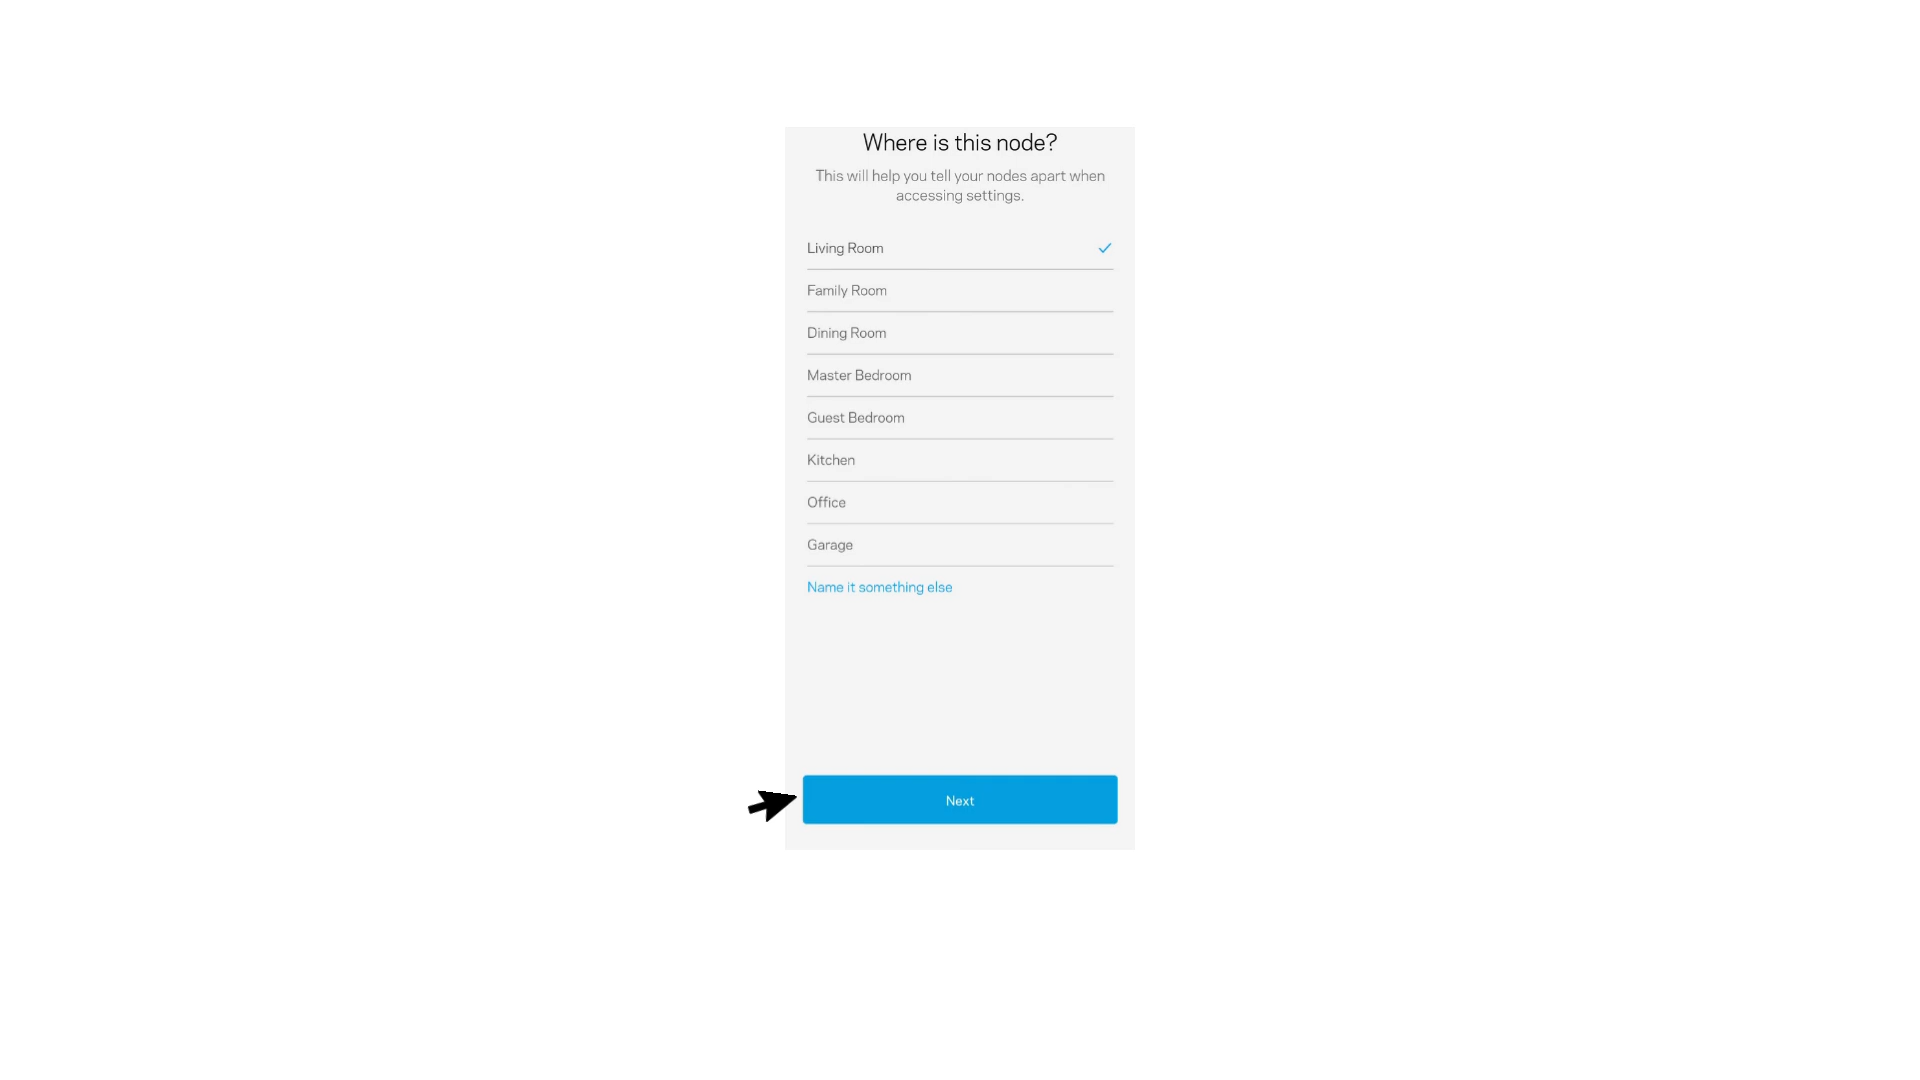 Where is this node?
This will help you tell your nodes apart when
accessing settings.
Living Room
Family Room
Dining Room
Master Bedroom
Guest Bedroom
Kitchen
Office
Garage
Name it something else
Next